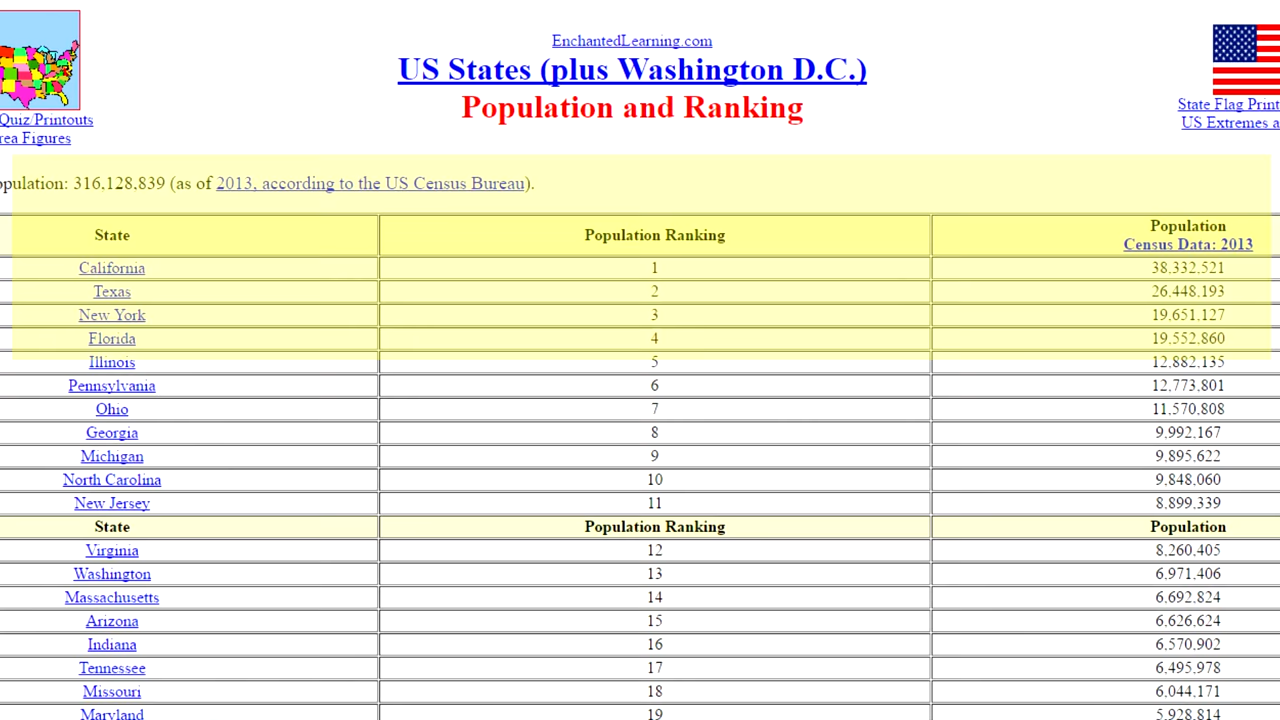 EnchantedLearning.com
US States (plus Washington D.C.)
Population and Ranking
Quiz/Printouts
rea Figures
State Flag Print
US Extremes a
opulation: 316,128,839 (as of 2013, according to the US Census Bureau).
State Population Ranking Population Census Data: 2013
California 1 38,332,521
Texas 2 26,448,193
New York 3 19,651,127
Florida 4 19,552,860
Illinois 5 12,882,135
Pennsylvania 6 12,773,801
Ohio 7 11,570,808
Georgia 8 9,992,167
Michigan 9 9,895,622
North Carolina 10 9,848,060
New Jersey 11 8,899,339
State Population Ranking Population
Virginia 12 8,260,405
Washington 13 6,971,406
Massachusetts 14 6,692,824
Arizona 15 6,626,624
Indiana 16 6,570,902
Tennessee 17 6,495,978
Missouri 18 6,044,171
Maryland 19 5,928,814